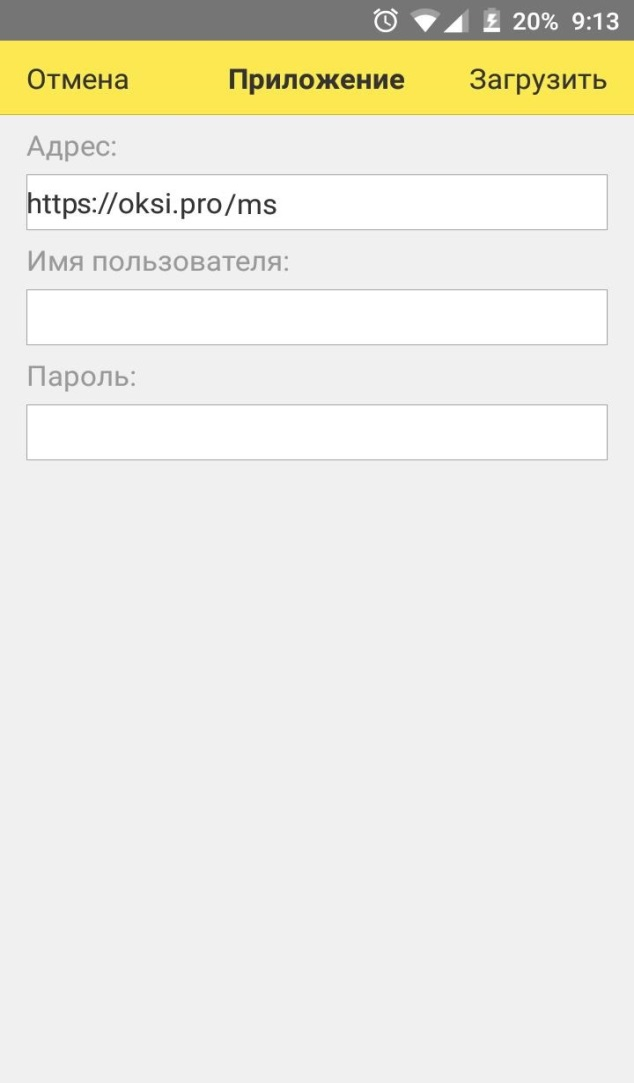 20% 9:13
Отмена Приложение Загрузить
Адрес:
https://oksi.pro/ms
Имя пользователя:
Пароль: